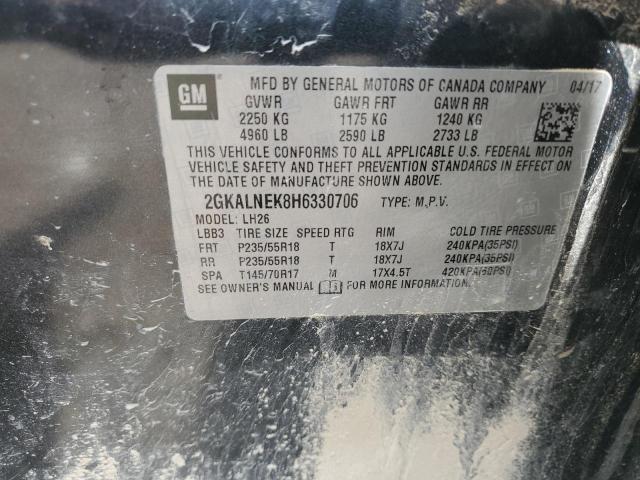 GM
MFD BY GENERAL MOTORS OF CANADA COMPANY 04/17
GVWR GAWR FRT GAWR RR
2250 KG 1175 KG 1240 KG
4960 LB 2590 LB 2733 LB
THIS VEHICLE CONFORMS TO ALL APPLICABLE U.S. FEDERAL MOTOR
VEHICLE SAFETY AND THEFT PREVENTION STANDARDS IN EFFECT ON
THE DATE OF MANUFACTURE SHOWN ABOVE.
2GKALNEK8H6330706 TYPE: M.P.V.
MODEL: LH26
LBB3 TIRE SIZE SPEED RTG RIM COLD TIRE PRESSURE
FRT P235/55R18 T 18X7J 240KPA(35PSI)
RR P235/55R18 T 18X7J 240KPA(35PSI)
SPA T145/70R17 M 17X4.5T 420KPA(60PSI)
SEE OWNER'S MANUAL FOR MORE INFORMATION.